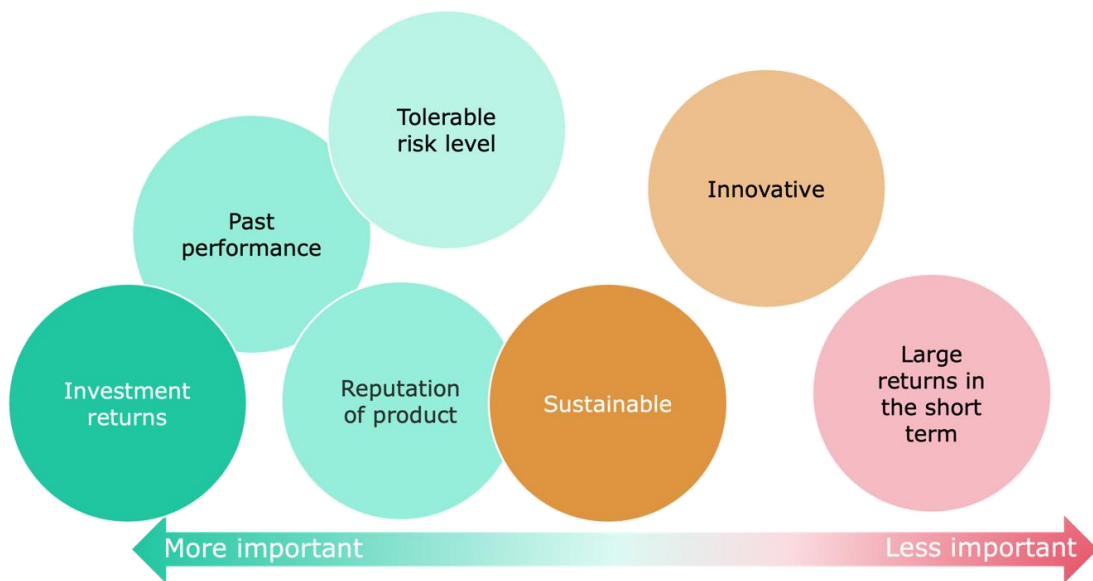 Tolerable
risk level
Innovative
Past
performance
Investment
returns
Reputation
of product
Sustainable
Large
returns in
the short
term
More important
Less important